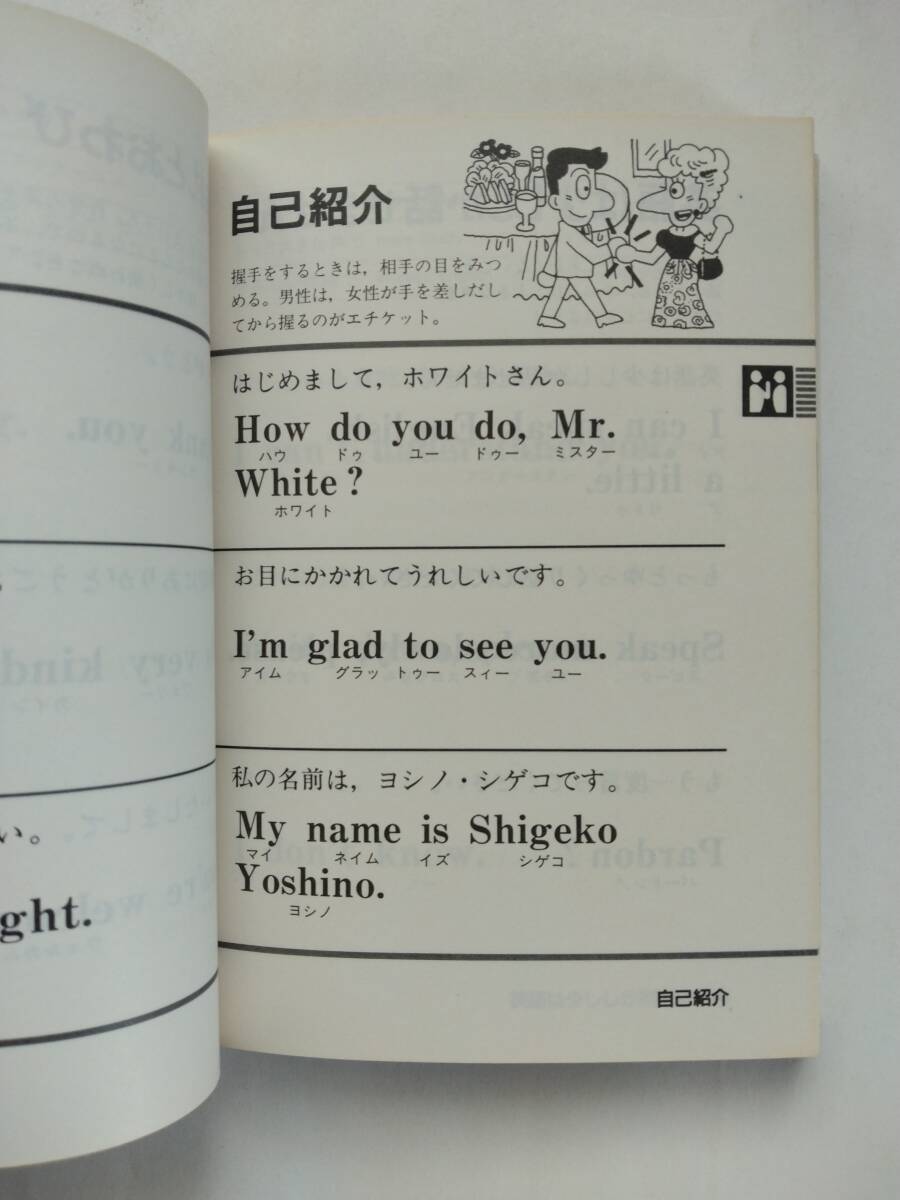 い。
ght.
自己紹介
握手をするときは，相手の目をみつ
める。男性は，女性が手を差しだし
てから握るのがエチケット。
はじめまして，ホワイトさん。
How do you do, Mr.
ハウ ドゥ ユー ドゥー ミスター
White?
ホワイト
お目にかかれてうれしいです。
I'm glad to see you.
アイム グラッ トゥー スィー ユー
私の名前は，ヨシノ・シゲコです。
My name is Shigeko
マイ ネイム イズ シゲコ
Yoshino.
ヨシノ
自己紹介